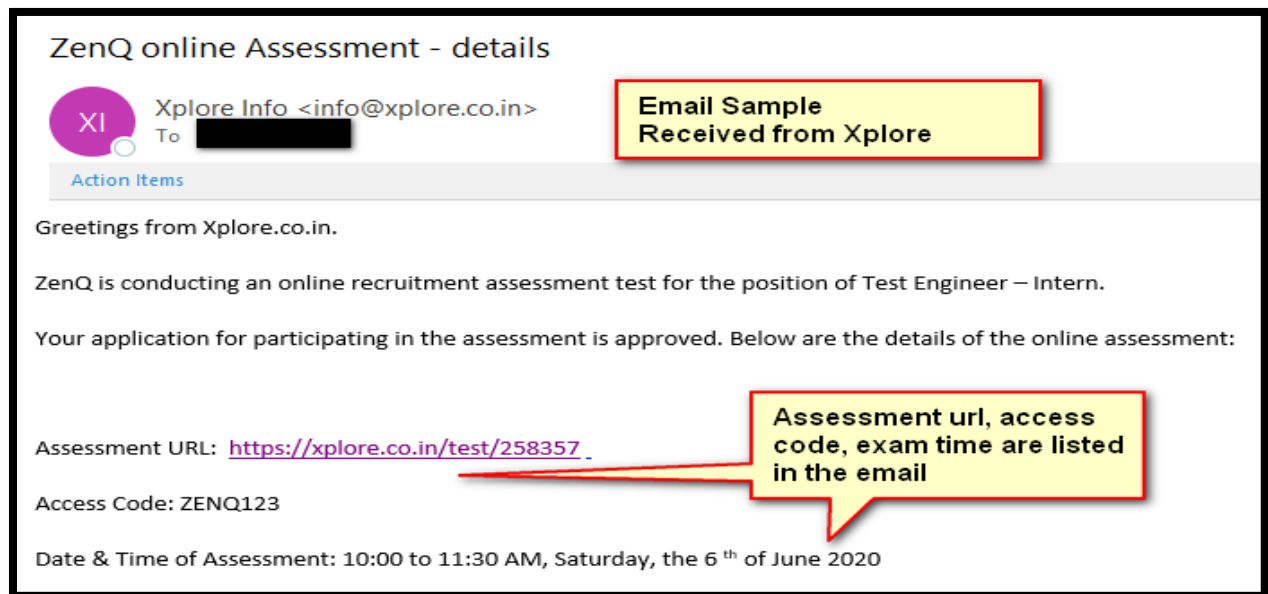 ZenQ online Assessment - details
XI
Xplore Info <info@xplore.co.in>
To
Email Sample
Received from Xplore
Action Items
Greetings from Xplore.co.in.
ZenQ is conducting an online recruitment assessment test for the position of Test Engineer – Intern.
Your application for participating in the assessment is approved. Below are the details of the online assessment:
Assessment url, access
code, exam time are listed
in the email
Assessment URL: https://xplore.co.in/test/258357
Access Code: ZENQ123
Date & Time of Assessment: 10:00 to 11:30 AM, Saturday, the 6 th of June 2020